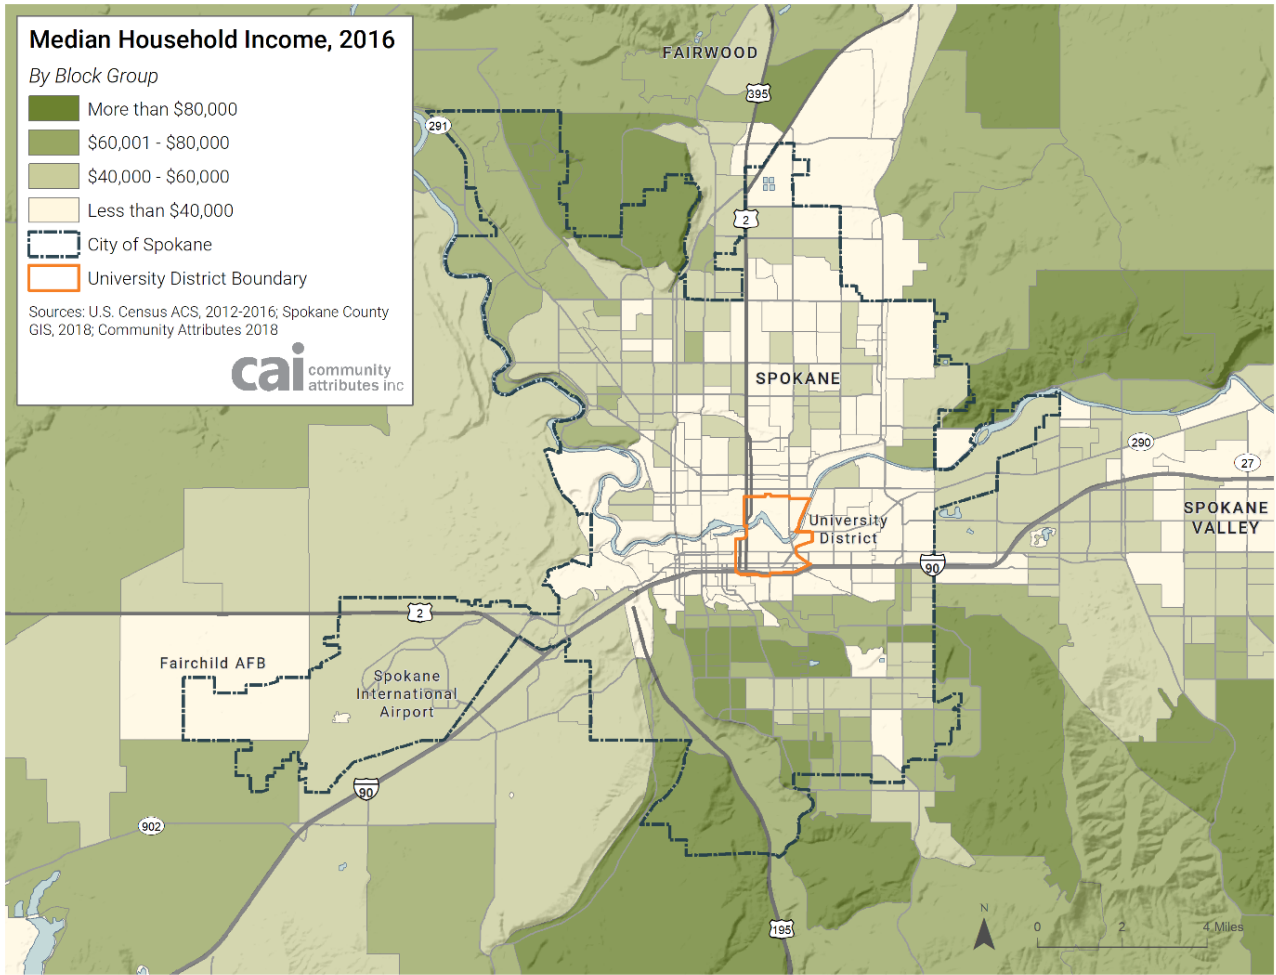 Median Household Income, 2016
By Block Group
More than $80,000
$60,001 - $80,000
$40,000 - $60,000
Less than $40,000
City of Spokane
University District Boundary
Sources: U.S. Census ACS, 2012-2016; Spokane County
GIS, 2018; Community Attributes 2018
cai community
attributes inc
FAIRWOOD
395
291
2
SPOKANE
290
27
SPOKANE
VALLEY
University
District
90
2
Fairchild AFB
Spokane
International
Airport
90
902
195
N
0 2 4 Miles